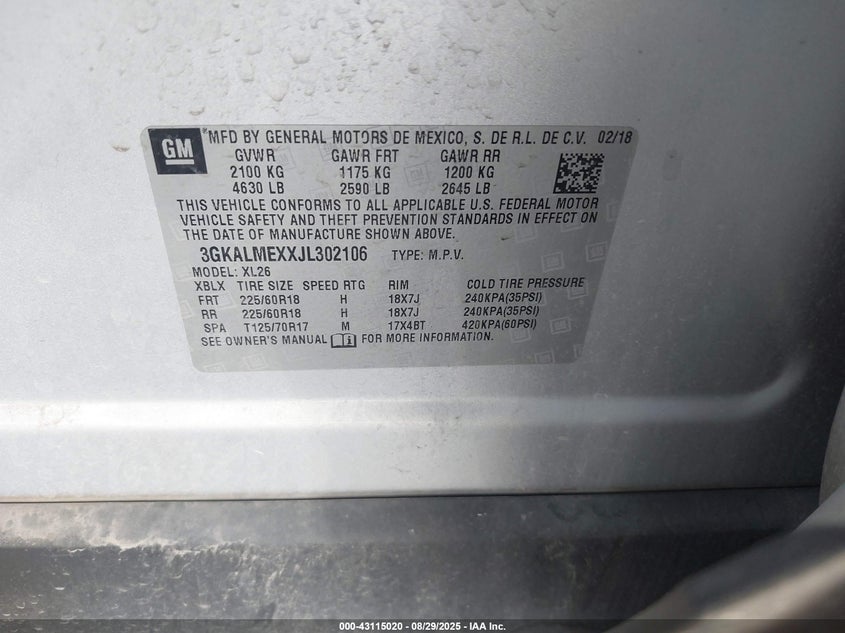 GM
MFD BY GENERAL MOTORS DE MEXICO, S. DE R.L. DE C.V. 02/18
GVWR GAWR FRT GAWR RR
2100 KG 1175 KG 1200 KG
4630 LB 2590 LB 2645 LB
THIS VEHICLE CONFORMS TO ALL APPLICABLE U.S. FEDERAL MOTOR
VEHICLE SAFETY AND THEFT PREVENTION STANDARDS IN EFFECT ON
THE DATE OF MANUFACTURE SHOWN ABOVE.
3GKALMEXXJL302106 TYPE: M.P.V.
MODEL: XL26
XBLX TIRE SIZE SPEED RTG RIM COLD TIRE PRESSURE
FRT 225/60R18 H 18X7J 240KPA(35PSI)
RR 225/60R18 H 18X7J 240KPA(35PSI)
SPA T125/70R17 M 17X4BT 420KPA(60PSI)
SEE OWNER'S MANUAL FOR MORE INFORMATION.
000-43115020 - 08/29/2025 - IAA Inc.